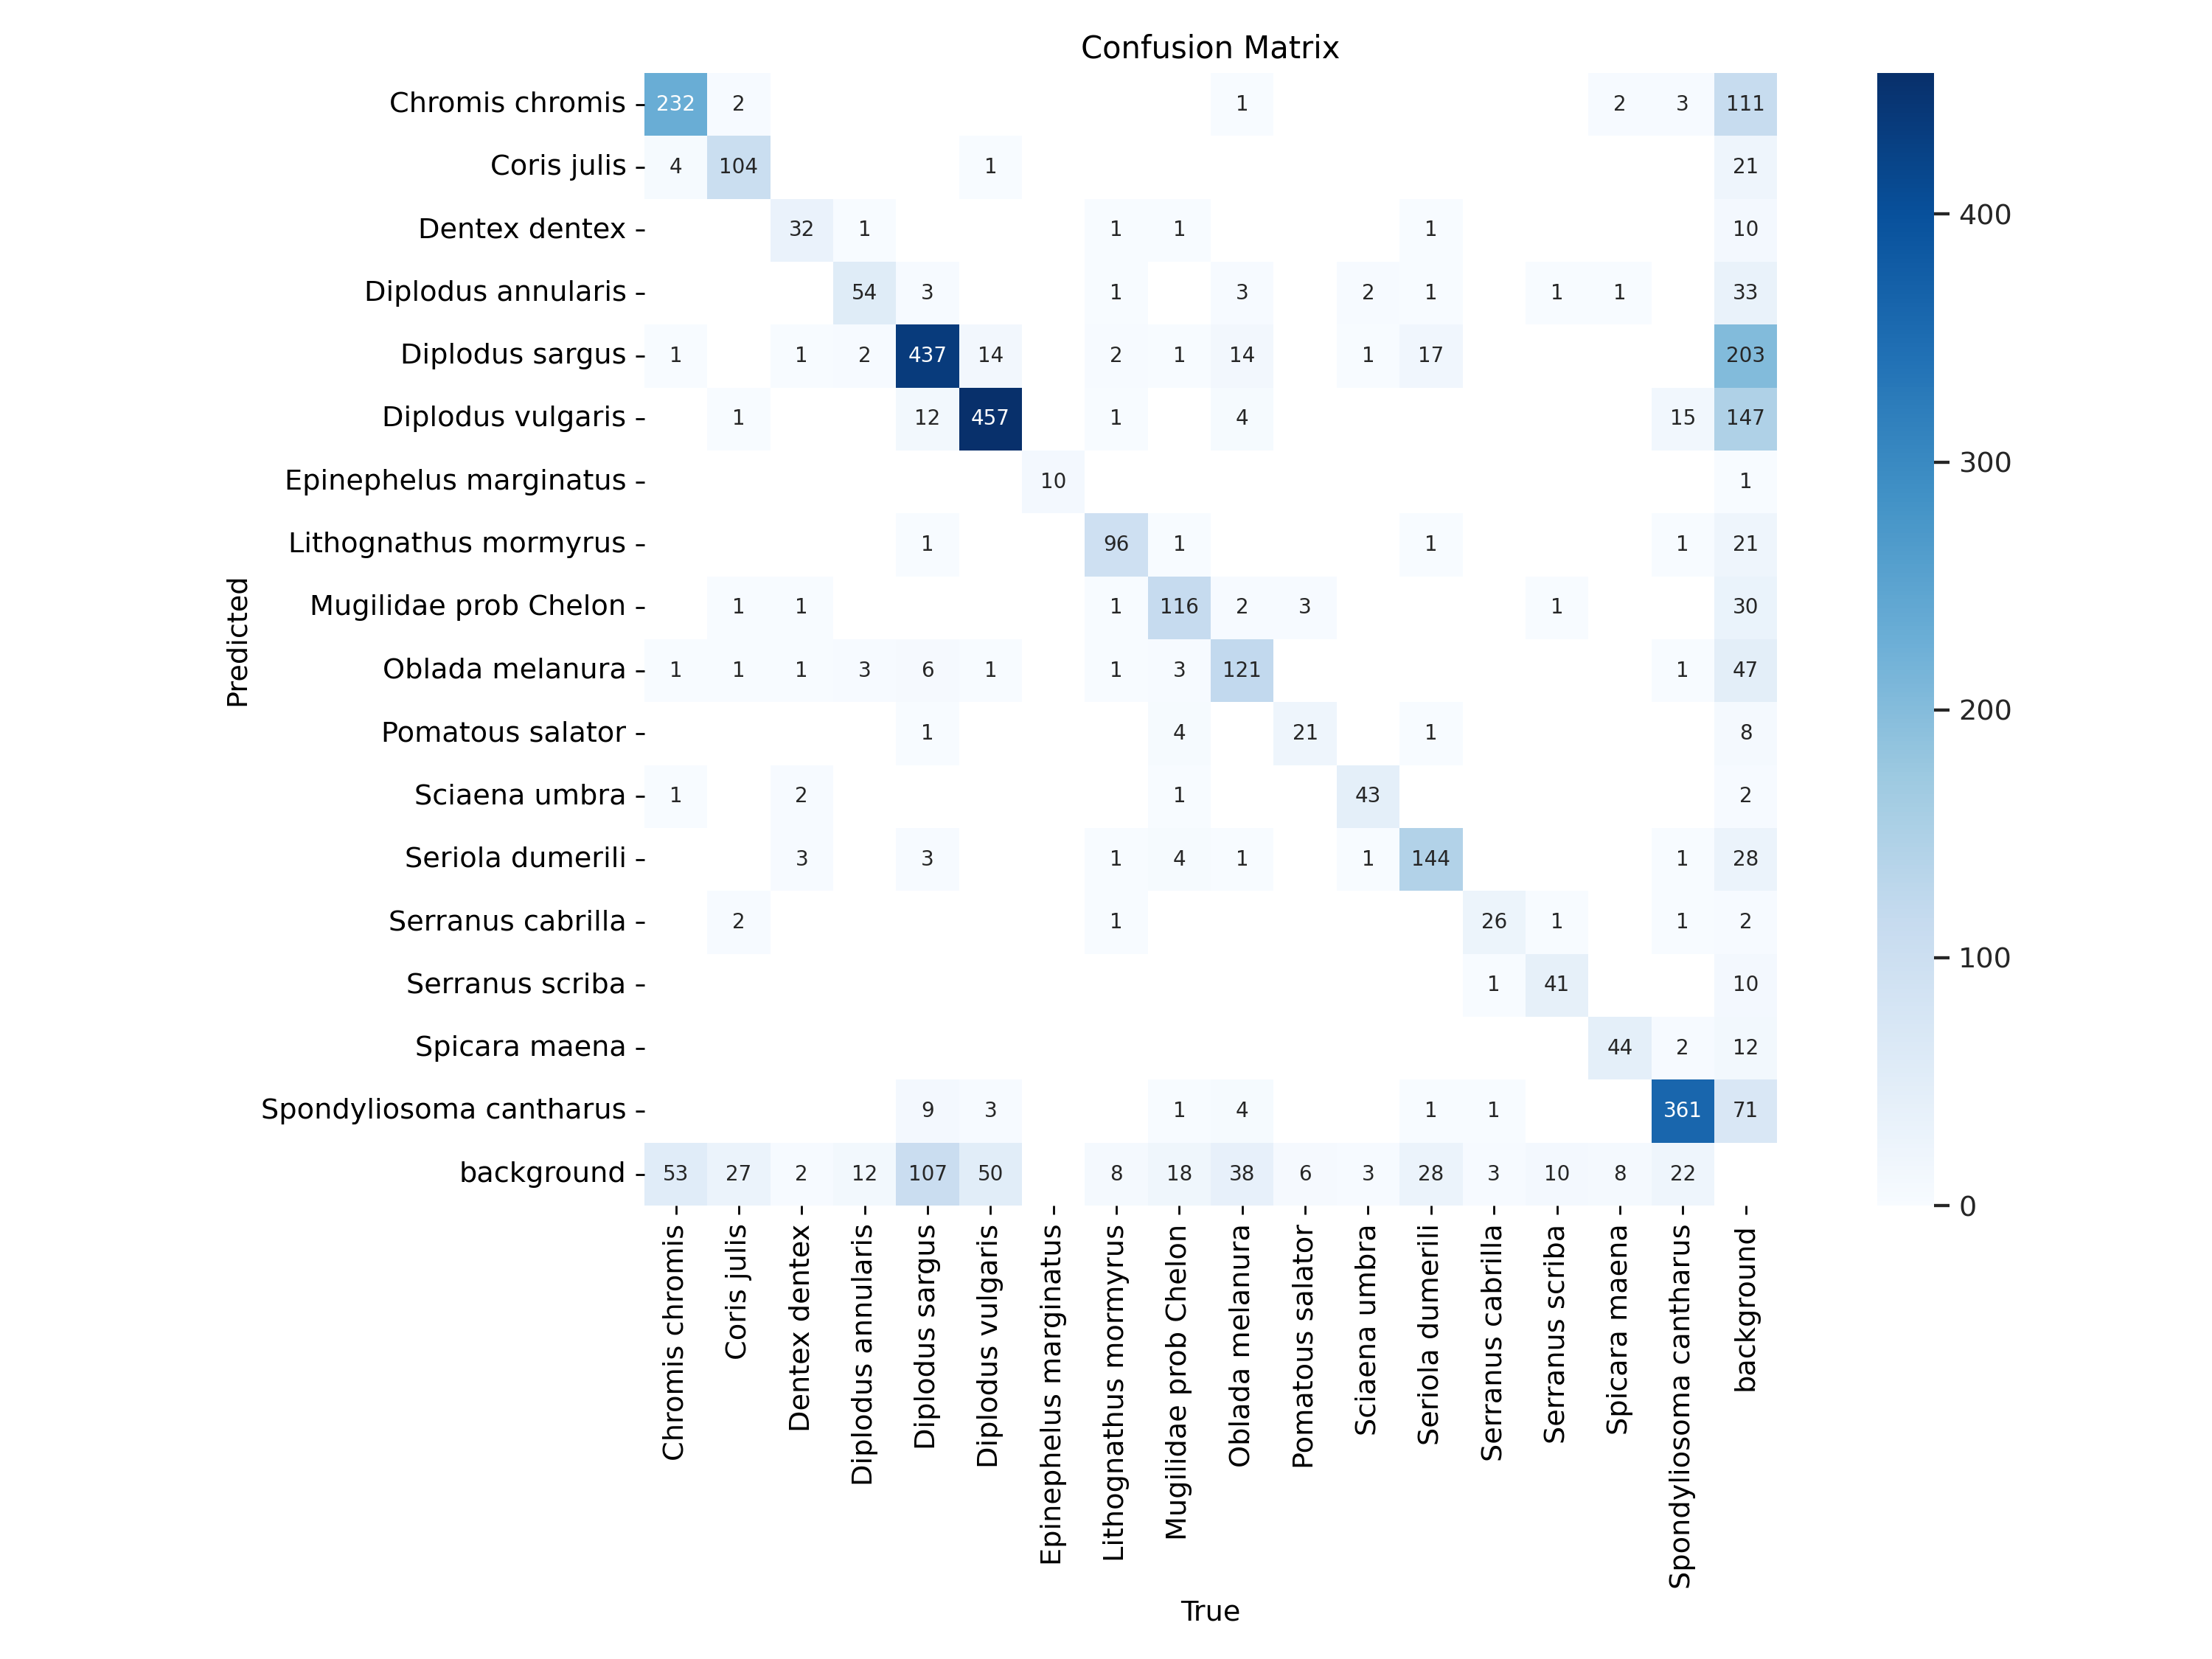 Confusion Matrix
Chromis chromis 232 2 1 2 3 111
Coris julis 4 104 1 21
Dentex dentex 32 1 1 1 1 10
Diplodus annularis 54 3 1 3 2 1 1 1 33
Diplodus sargus 1 1 2 437 14 2 1 14 1 17 203
Diplodus vulgaris 1 12 457 1 4 15 147
Epinephelus marginatus 10 1
Lithognathus mormyrus 1 96 1 1 1 21
Mugilidae prob Chelon 1 1 1 116 2 3 1 30
Oblada melanura 1 1 1 3 6 1 1 3 121 1 47
Pomatous salator 1 4 21 1 8
Sciaena umbra 1 2 1 43 2
Seriola dumerili 3 3 1 4 1 1 144 1 28
Serranus cabrilla 2 1 26 1 1 2
Serranus scriba 1 41 10
Spicara maena 44 2 12
Spondyliosoma cantharus 9 3 1 4 1 1 361 71
background 53 27 2 12 107 50 8 18 38 6 3 28 3 10 8 22
Predicted
Chromis chromis
Coris julis
Dentex dentex
Diplodus annularis
Diplodus sargus
Diplodus vulgaris
Epinephelus marginatus
Lithognathus mormyrus
Mugilidae prob Chelon
Oblada melanura
Pomatous salator
Sciaena umbra
Seriola dumerili
Serranus cabrilla
Serranus scriba
Spicara maena
Spondyliosoma cantharus
background
True
400
300
200
100
0